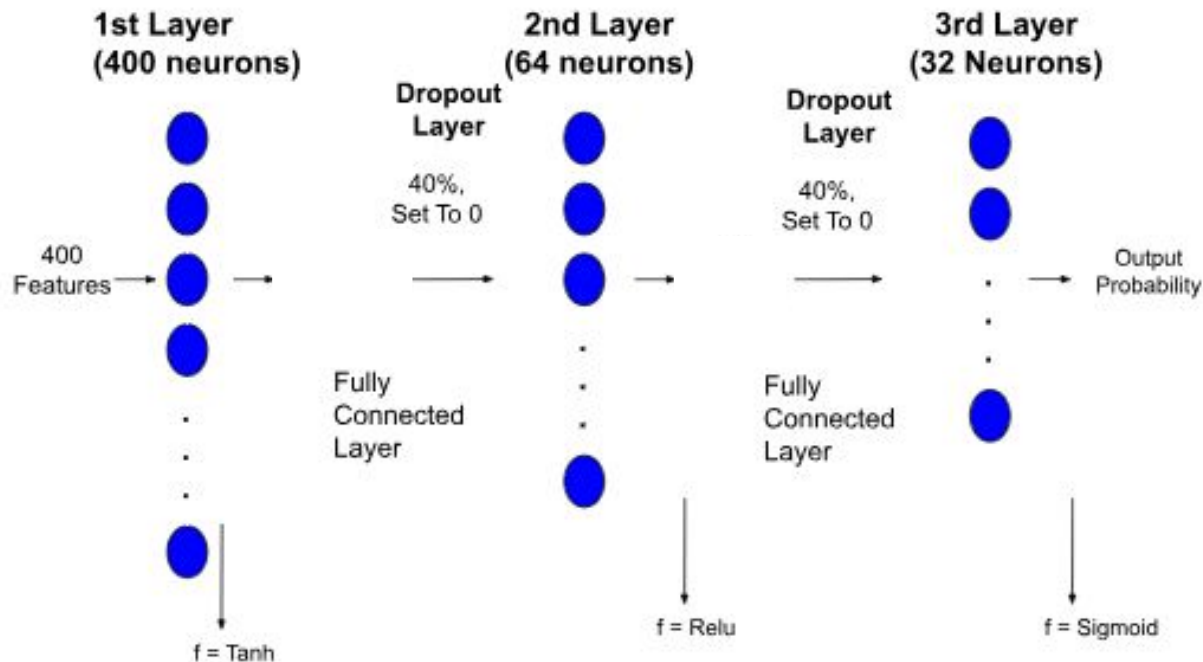 1st Layer
(400 neurons)
2nd Layer
(64 neurons)
3rd Layer
(32 Neurons)
Dropout
Layer
40%,
Set To 0
Dropout
Layer
40%,
Set To 0
400
Features
Output
Probability
Fully
Connected
Layer
Fully
Connected
Layer
f = Tanh
f = Relu
f = Sigmoid